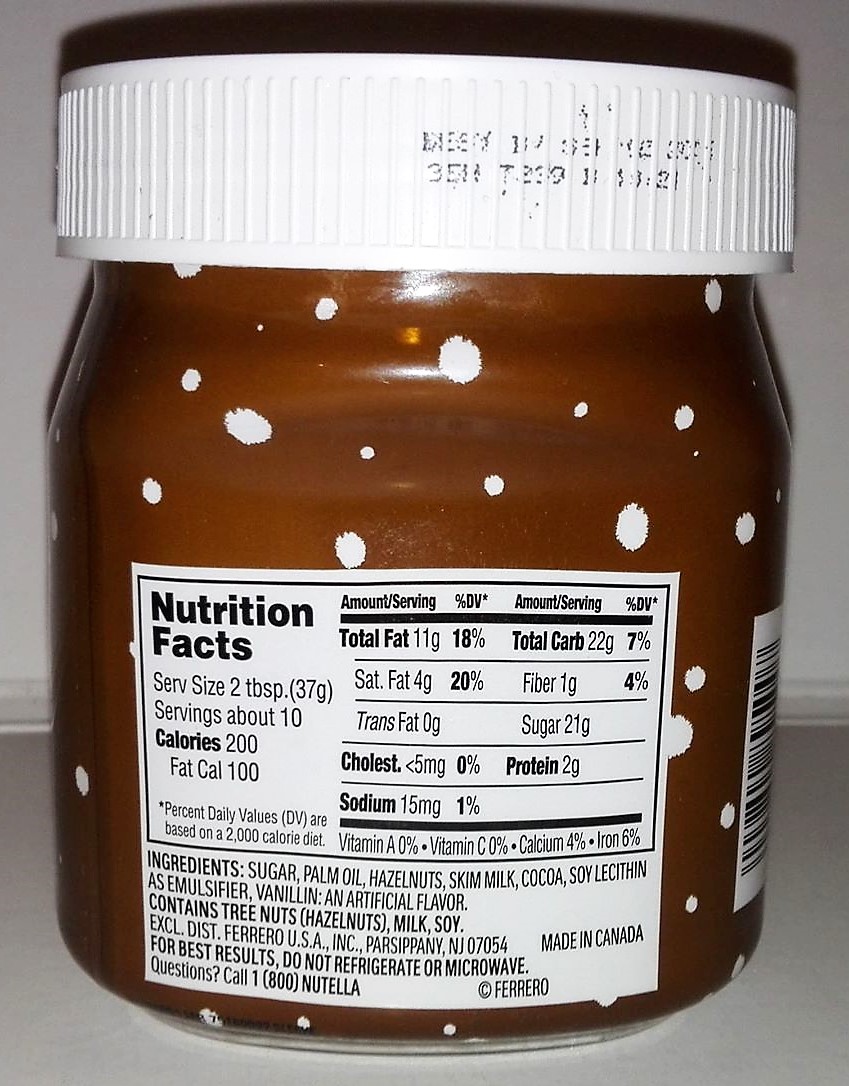 Nutrition
Facts
Serv Size 2 tbsp.(37g)
Servings about 10
Calories 200
Fat Cal 100
*Percent Daily Values (DV) are
based on a 2,000 calorie diet.
Amount/Serving %DV* Amount/Serving %DV*
Total Fat 11g 18% Total Carb 22g 7%
Sat. Fat 4g 20% Fiber 1g 4%
Trans Fat 0g Sugar 21g
Cholest. <5mg 0% Protein 2g
Sodium 15mg 1%
Vitamin A 0% • Vitamin C 0% • Calcium 4% • Iron 6%
INGREDIENTS: SUGAR, PALM OIL, HAZELNUTS, SKIM MILK, COCOA, SOY LECITHIN
AS EMULSIFIER, VANILLIN: AN ARTIFICIAL FLAVOR.
CONTAINS TREE NUTS (HAZELNUTS), MILK, SOY.
EXCL. DIST. FERRERO U.S.A., INC., PARSIPPANY, NJ 07054 MADE IN CANADA
FOR BEST RESULTS, DO NOT REFRIGERATE OR MICROWAVE.
Questions? Call 1 (800) NUTELLA © FERRERO